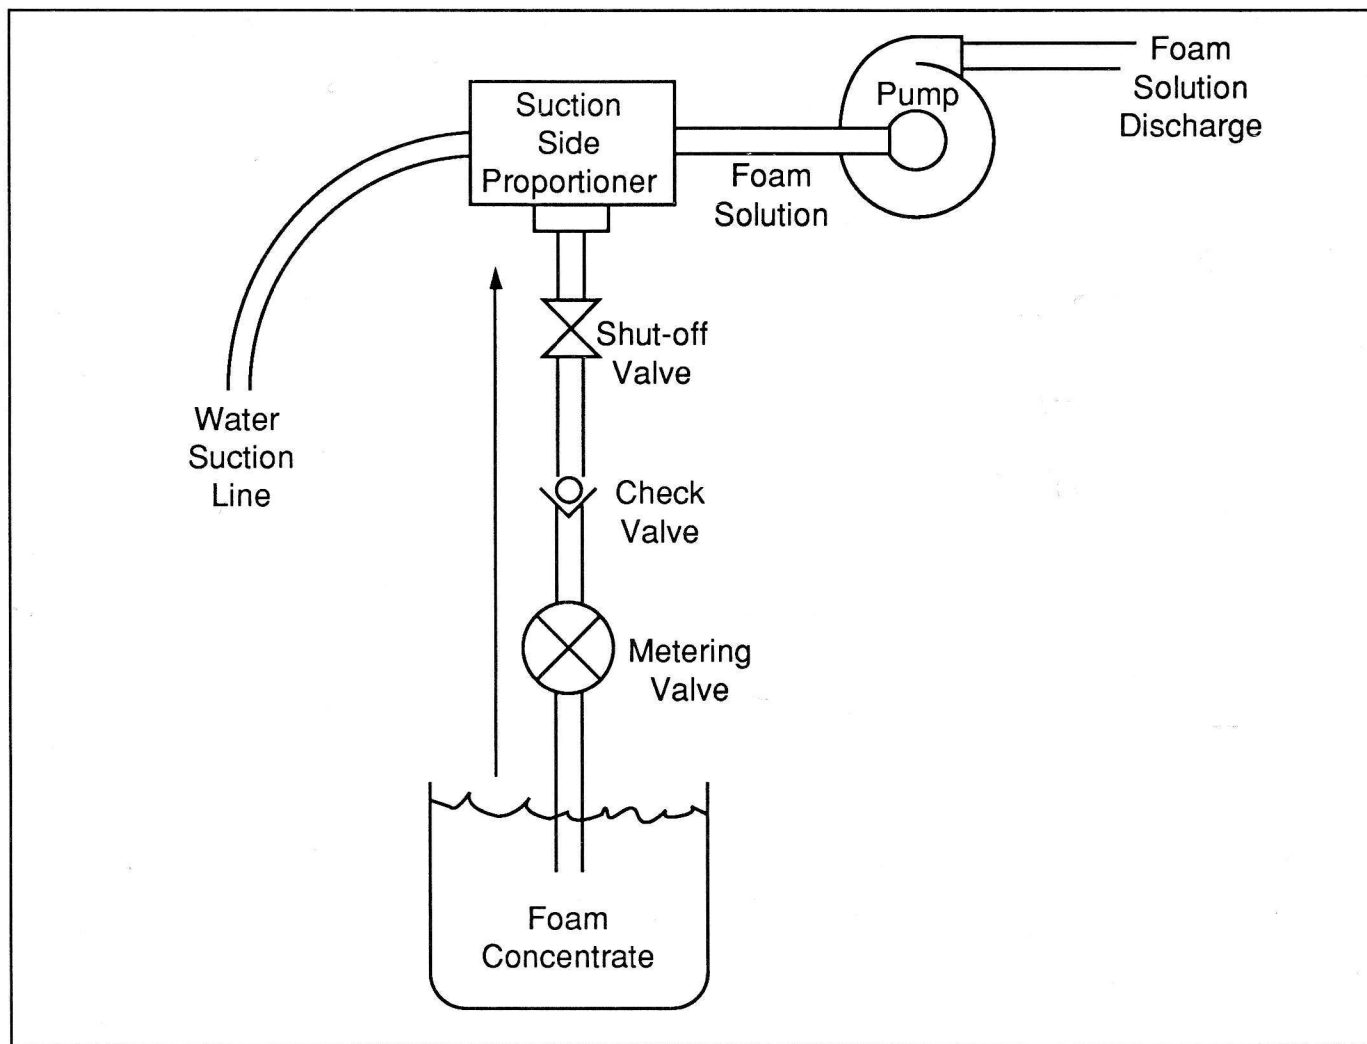 Suction
Side
Proportioner
Pump
Foam
Solution
Discharge
Foam
Solution
Shut-off
Valve
Water
Suction
Line
Check
Valve
Metering
Valve
Foam
Concentrate